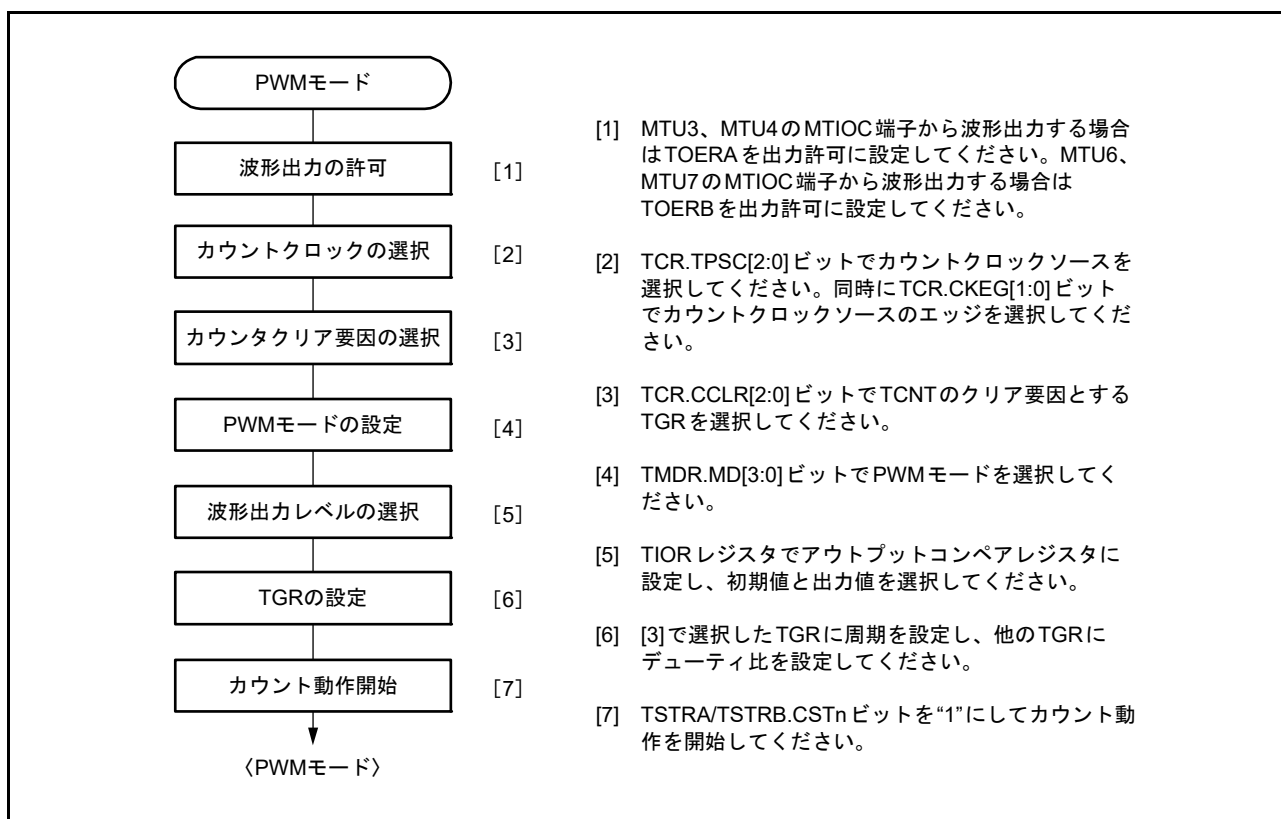 PWMモード
波形出力の許可
[1]
カウントクロックの選択
[2]
カウンタクリア要因の選択
[3]
PWMモードの設定
[4]
波形出力レベルの選択
[5]
TGRの設定
[6]
カウント動作開始
[7]
〈PWMモード〉
[1] MTU3、MTU4のMTIOC端子から波形出力する場合
はTOERAを出力許可に設定してください。MTU6、
MTU7のMTIOC端子から波形出力する場合は
TOERBを出力許可に設定してください。
[2] TCR.TPSC[2:0]ビットでカウントクロックソースを
選択してください。同時にTCR.CKEG[1:0]ビット
でカウントクロックソースのエッジを選択してくだ
さい。
[3] TCR.CCLR[2:0]ビットでTCNTのクリア要因とする
TGRを選択してください。
[4] TMDR.MD[3:0]ビットでPWMモードを選択してく
ださい。
[5] TIORレジスタでアウトプットコンペアレジスタに
設定し、初期値と出力値を選択してください。
[6] [3]で選択したTGRに周期を設定し、他のTGRに
デューティ比を設定してください。
[7] TSTRA/TSTRB.CSTnビットを“1”にしてカウント動
作を開始してください。